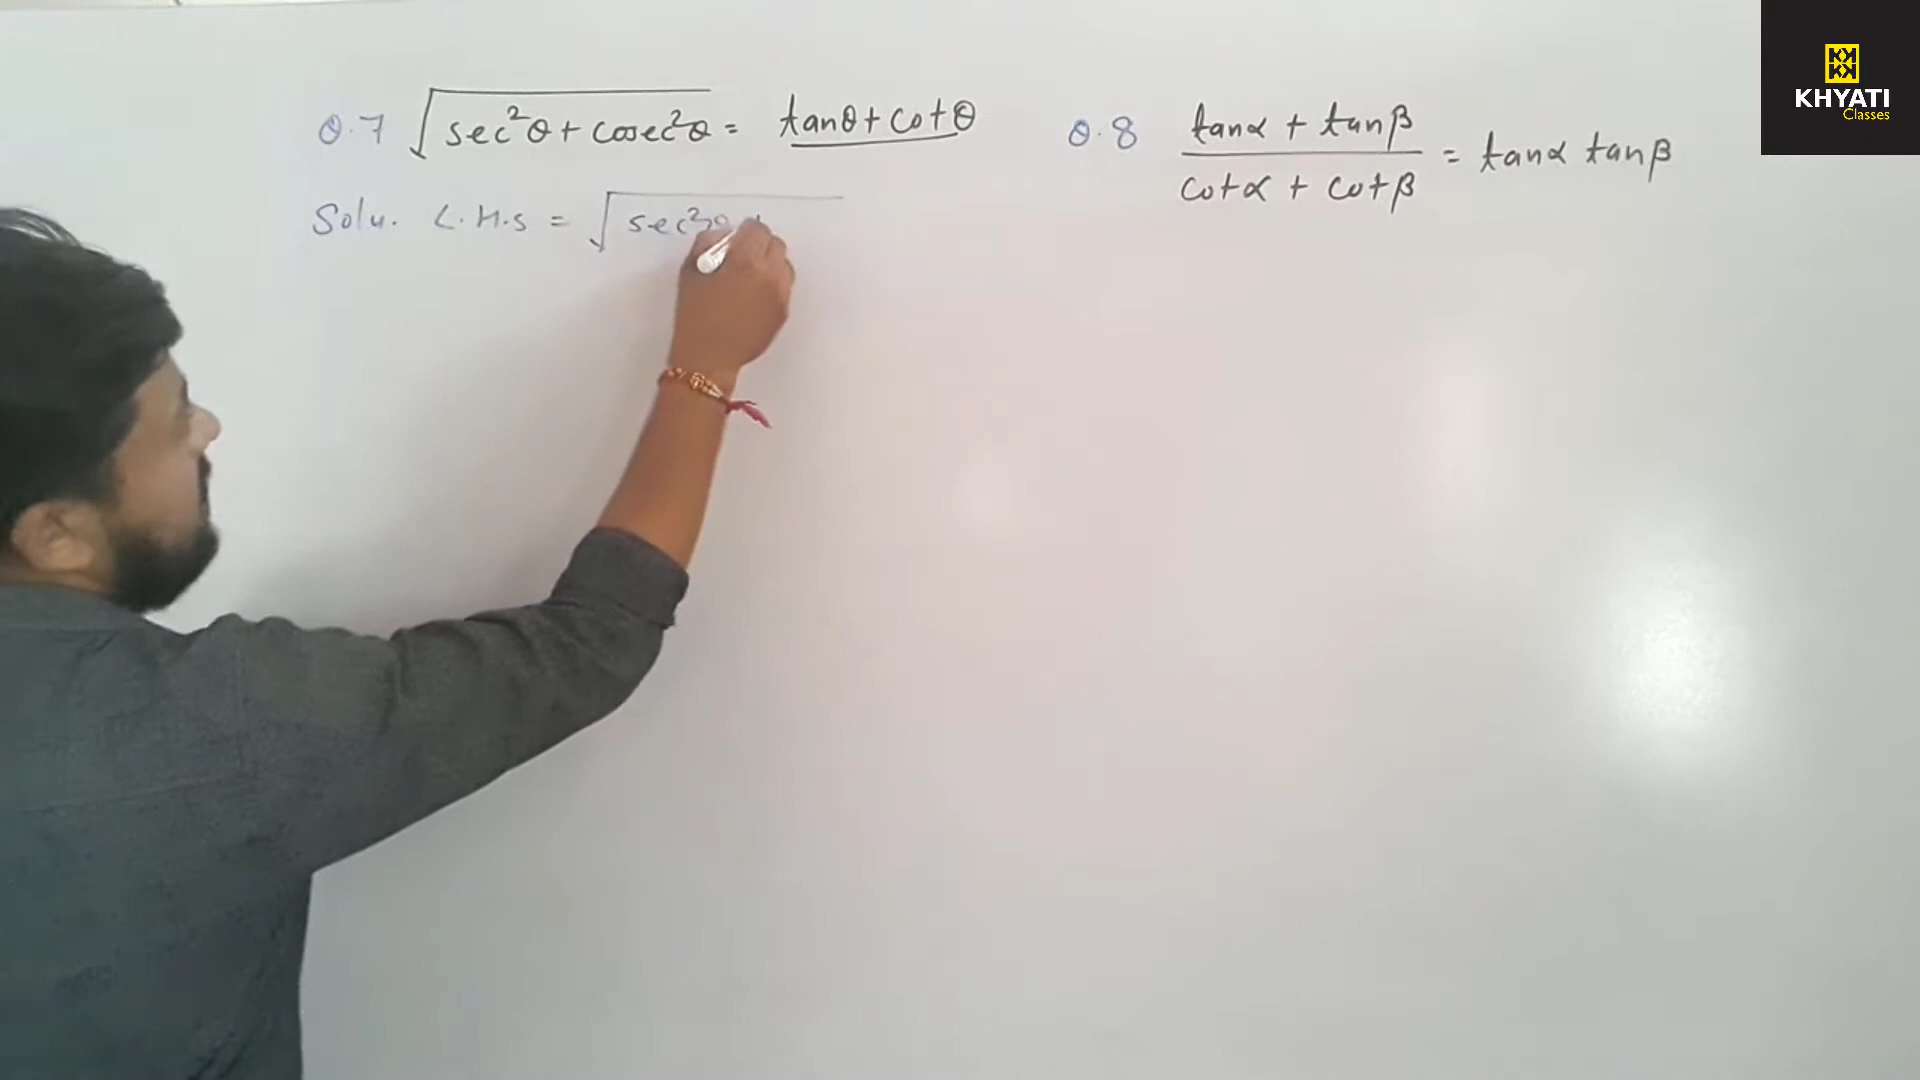 Q.7 √(sec²θ + cosec²θ) = tanθ + cotθ
Solu. L.H.S = √(sec²θ +
Q.8 (tanα + tanβ)/(cotα + cotβ) = tanα tanβ
KHYATI
Classes